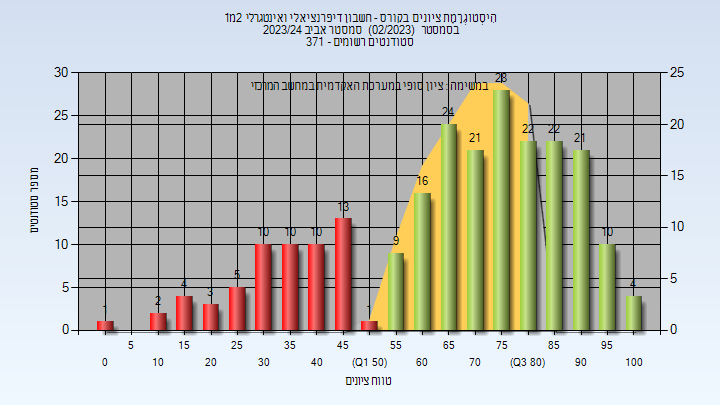 הִיסְטוֹגְרָמַת ציונים בקורס - חשבון דיפרנציאלי ואינטגרלי 2מ1
בסמסטר (02/2023) סמסטר אביב 2023/24
סטודנטים רשומים - 371
במשימה : ציון סופי במערכת האקדמית במחשב המרכזי
30 25 20 15 10 5 0
25 20 15 10 5 0
מספר סטודנטים
1 2 4 3 5 10 10 10 13 1 9 16 24 21 28 22 22 21 10 4
5 15 25 35 45 55 65 75 85 95
0 10 20 30 40 (Q1 50) 60 70 (Q3 80) 90 100
טווח ציונים